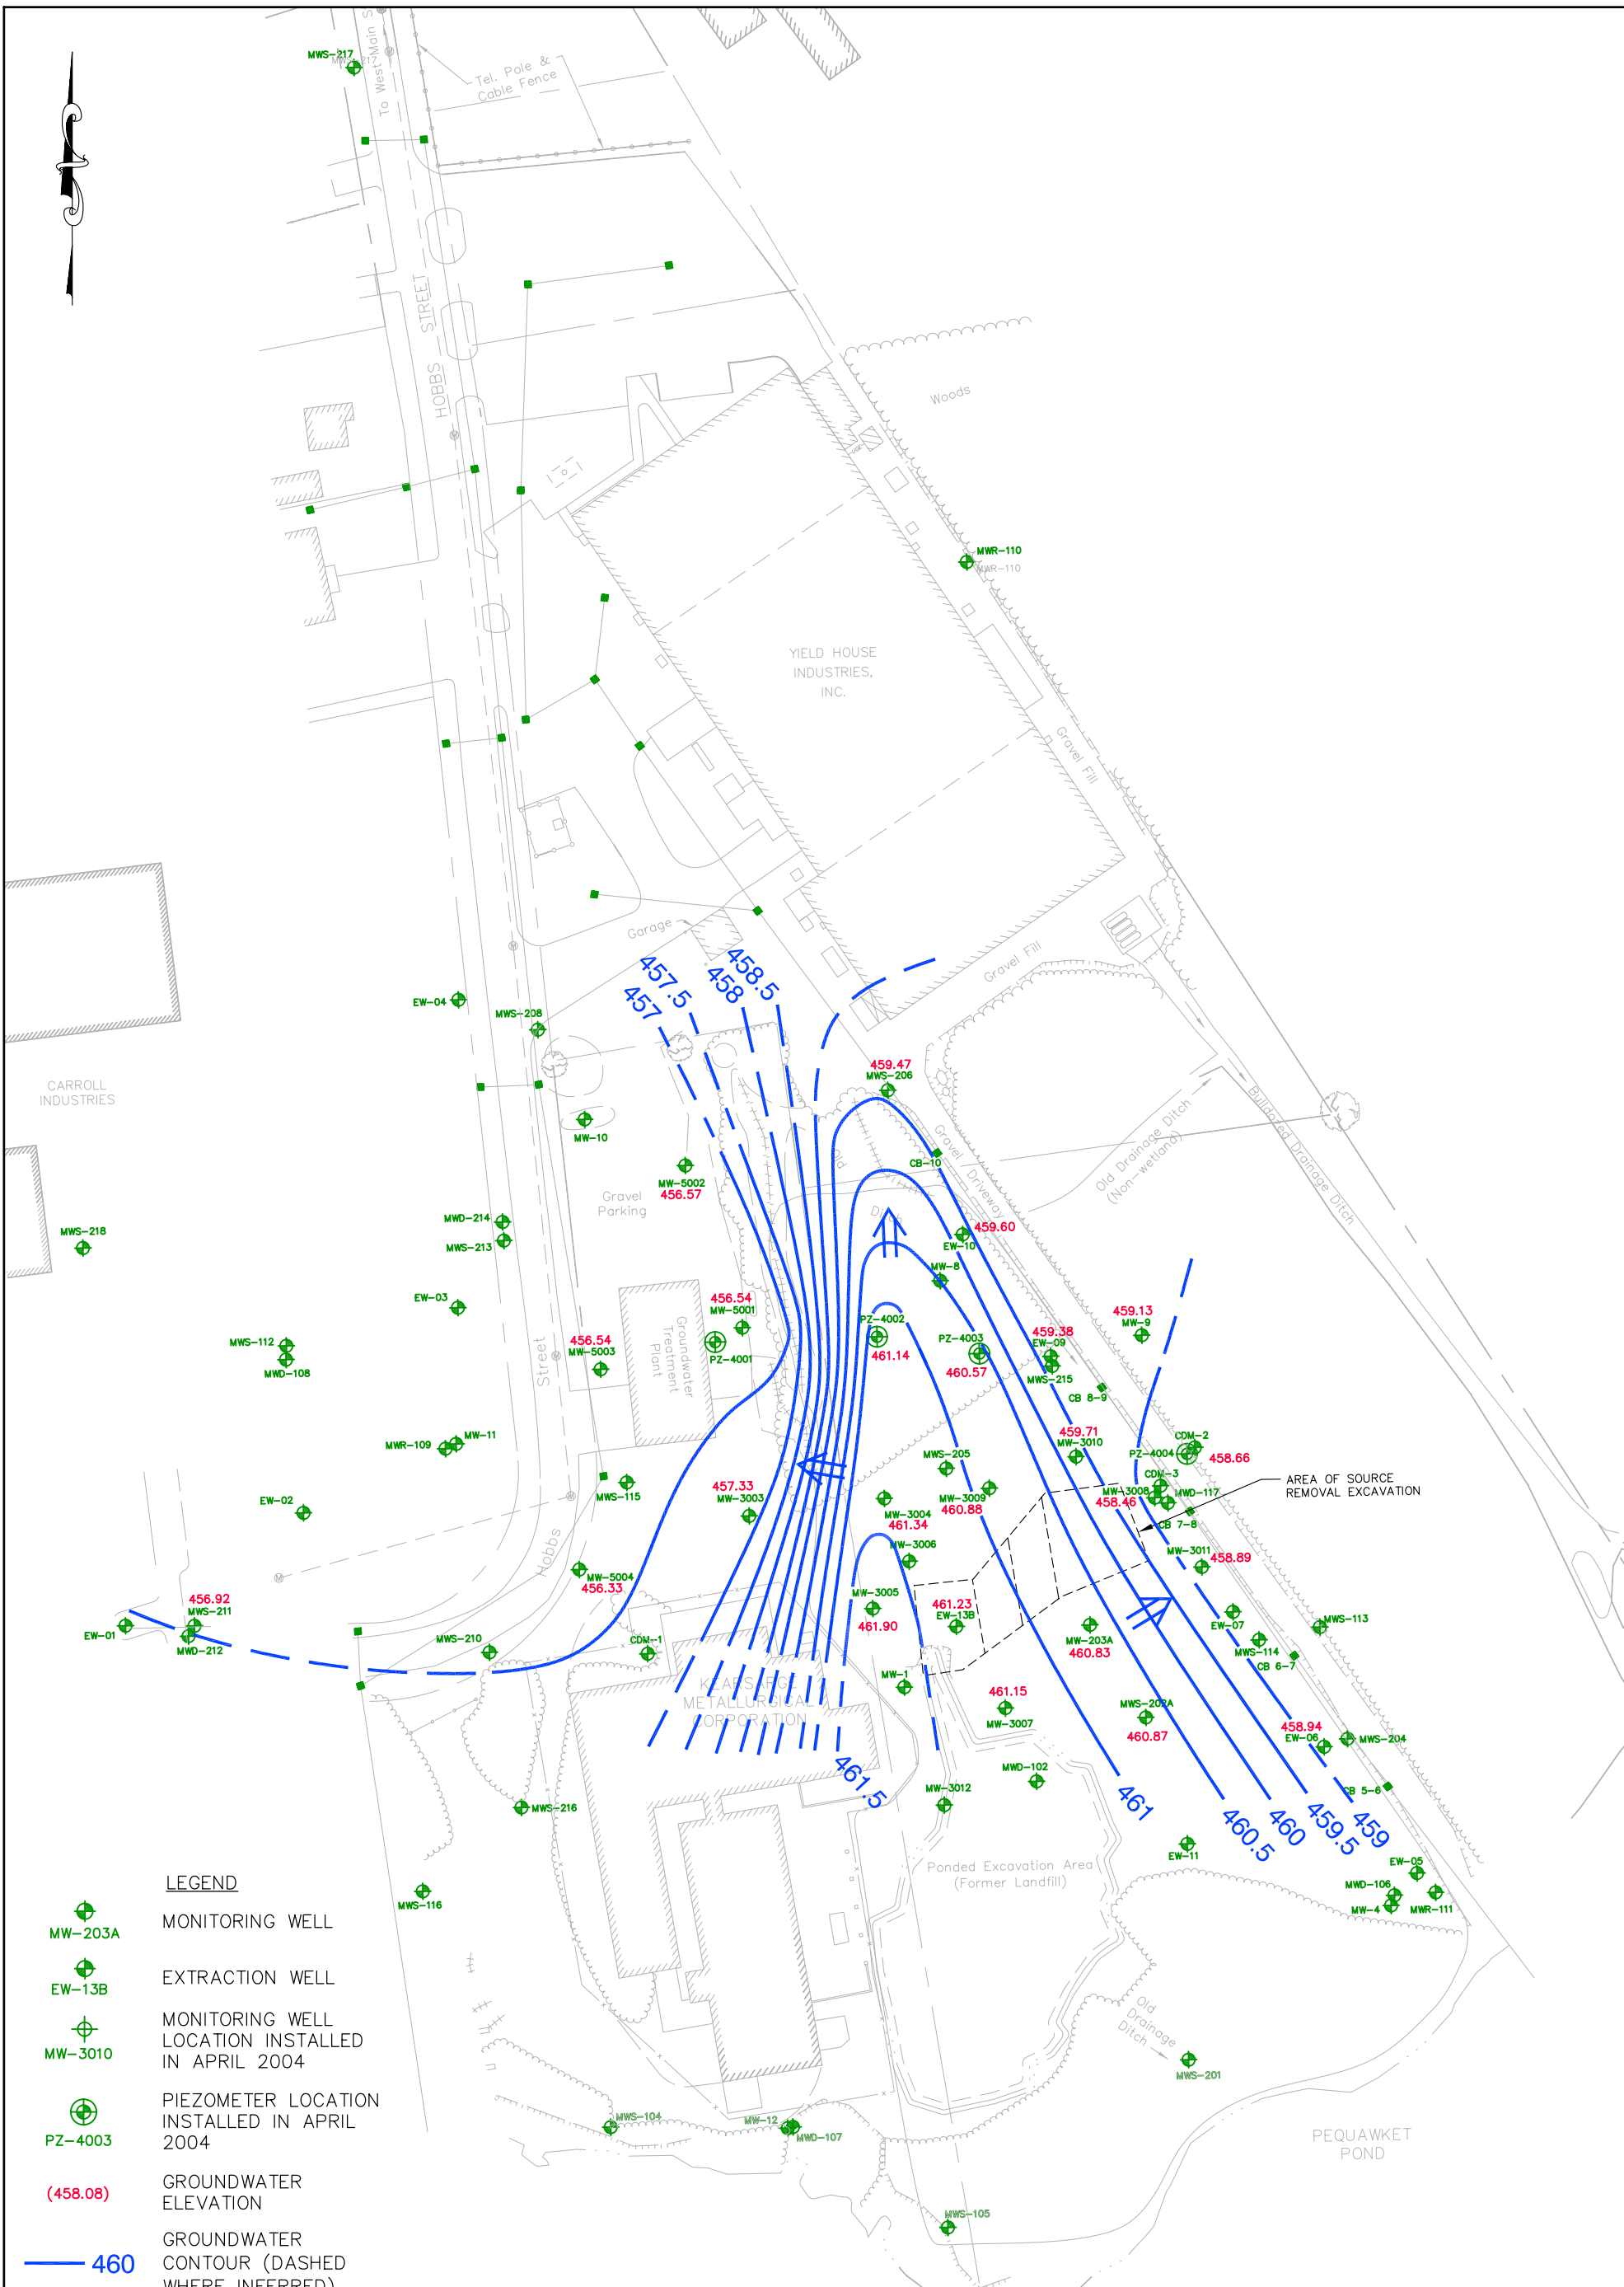 MWS-217
MWS-217
To West Main S
Tel. Pole &
Cable Fence
HOBBS STREET
Woods
MWR-110
MWR-110
YIELD HOUSE
INDUSTRIES,
INC.
Gravel Fill
Garage
Gravel Fill
457
457.5
458
458.5
EW-04
MWS-208
CARROLL
INDUSTRIES
459.47
MWS-206
MW-10
Old
Ditch
CB-10
Gravel Driveway
Old Drainage Ditch
(Non-wetland)
Bulldozed Drainage Ditch
MW-5002
456.57
Gravel
Parking
MWD-214
MWS-213
MWS-218
459.60
EW-10
MW-8
EW-03
456.54
MW-5001
PZ-4001
PZ-4002
461.14
PZ-4003
460.57
459.38
EW-09
MWS-215
459.13
MW-9
456.54
MW-5003
Groundwater
Treatment
Plant
MWS-112
MWD-108
Street
CB 8-9
MWR-109
MW-11
459.71
MW-3010
CDM-2
PZ-4004
458.66
MWS-205
CDM-3
MW-3008
458.46
MWD-117
AREA OF SOURCE
REMOVAL EXCAVATION
MWS-115
457.33
MW-3003
MW-3009
460.88
MW-3004
461.34
CB 7-8
EW-02
Hobbs
MW-3006
MW-3011
458.89
MW-5004
456.33
456.92
MWS-211
EW-01
MWD-212
MW-3005
461.90
461.23
EW-13B
MW-203A
460.83
EW-07
MWS-113
MWS-114
CB 6-7
MWS-210
CDM-1
KEARSARGE
METALLURGICAL
CORPORATION
MW-1
461.15
MW-3007
MWS-202A
460.87
458.94
EW-06
MWS-204
MWD-102
CB 5-6
461.5
MW-3012
461
460.5
460
459.5
459
MWS-216
EW-11
Ponded Excavation Area
(Former Landfill)
EW-05
MWD-106
MW-4
MWR-111
MWS-116
LEGEND
MW-203A
MONITORING WELL
EW-13B
EXTRACTION WELL
MW-3010
MONITORING WELL
LOCATION INSTALLED
IN APRIL 2004
PZ-4003
PIEZOMETER LOCATION
INSTALLED IN APRIL
2004
(458.08)
GROUNDWATER
ELEVATION
460
GROUNDWATER
CONTOUR (DASHED
WHERE INFERRED)
Old
Drainage
Ditch
MWS-201
MWS-104
MW-12
MWD-107
PEQUAWKET
POND
MWS-105